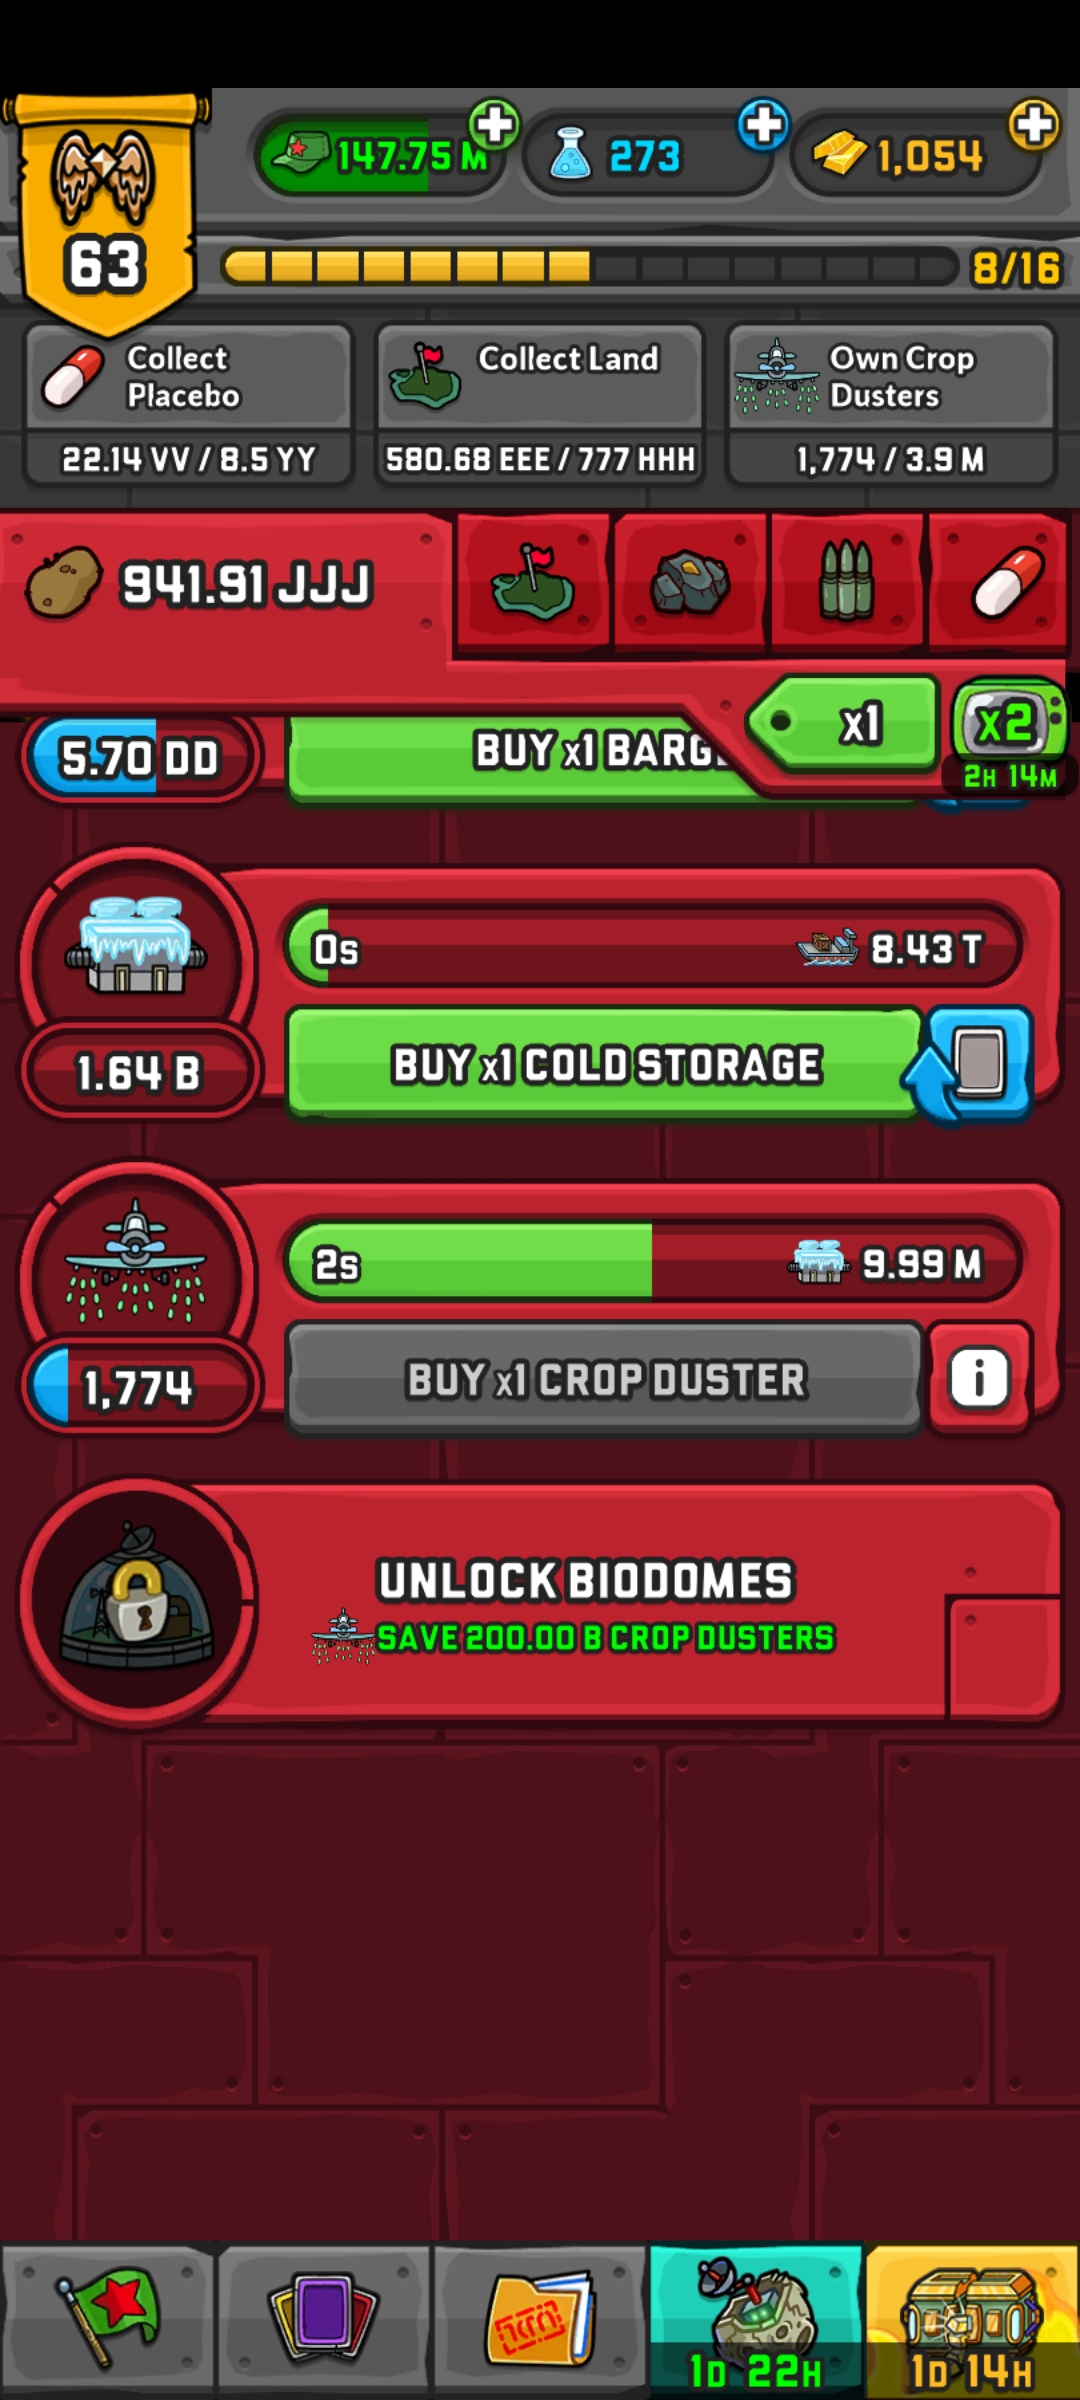 147.75 M
273
1,054
63
8/16
Collect
Placebo
22.14 VV / 8.5 YY
Collect Land
580.68 EEE / 777 HHH
Own Crop
Dusters
1,774 / 3.9 M
941.91 JJJ
x1
x2
2H 14M
5.70 DD
BUY x1 BARG
0s
8.43 T
1.64 B
BUY x1 COLD STORAGE
2s
9.99 M
1,774
BUY x1 CROP DUSTER
i
UNLOCK BIODOMES
SAVE 200.00 B CROP DUSTERS
1D 22H
1D 14H